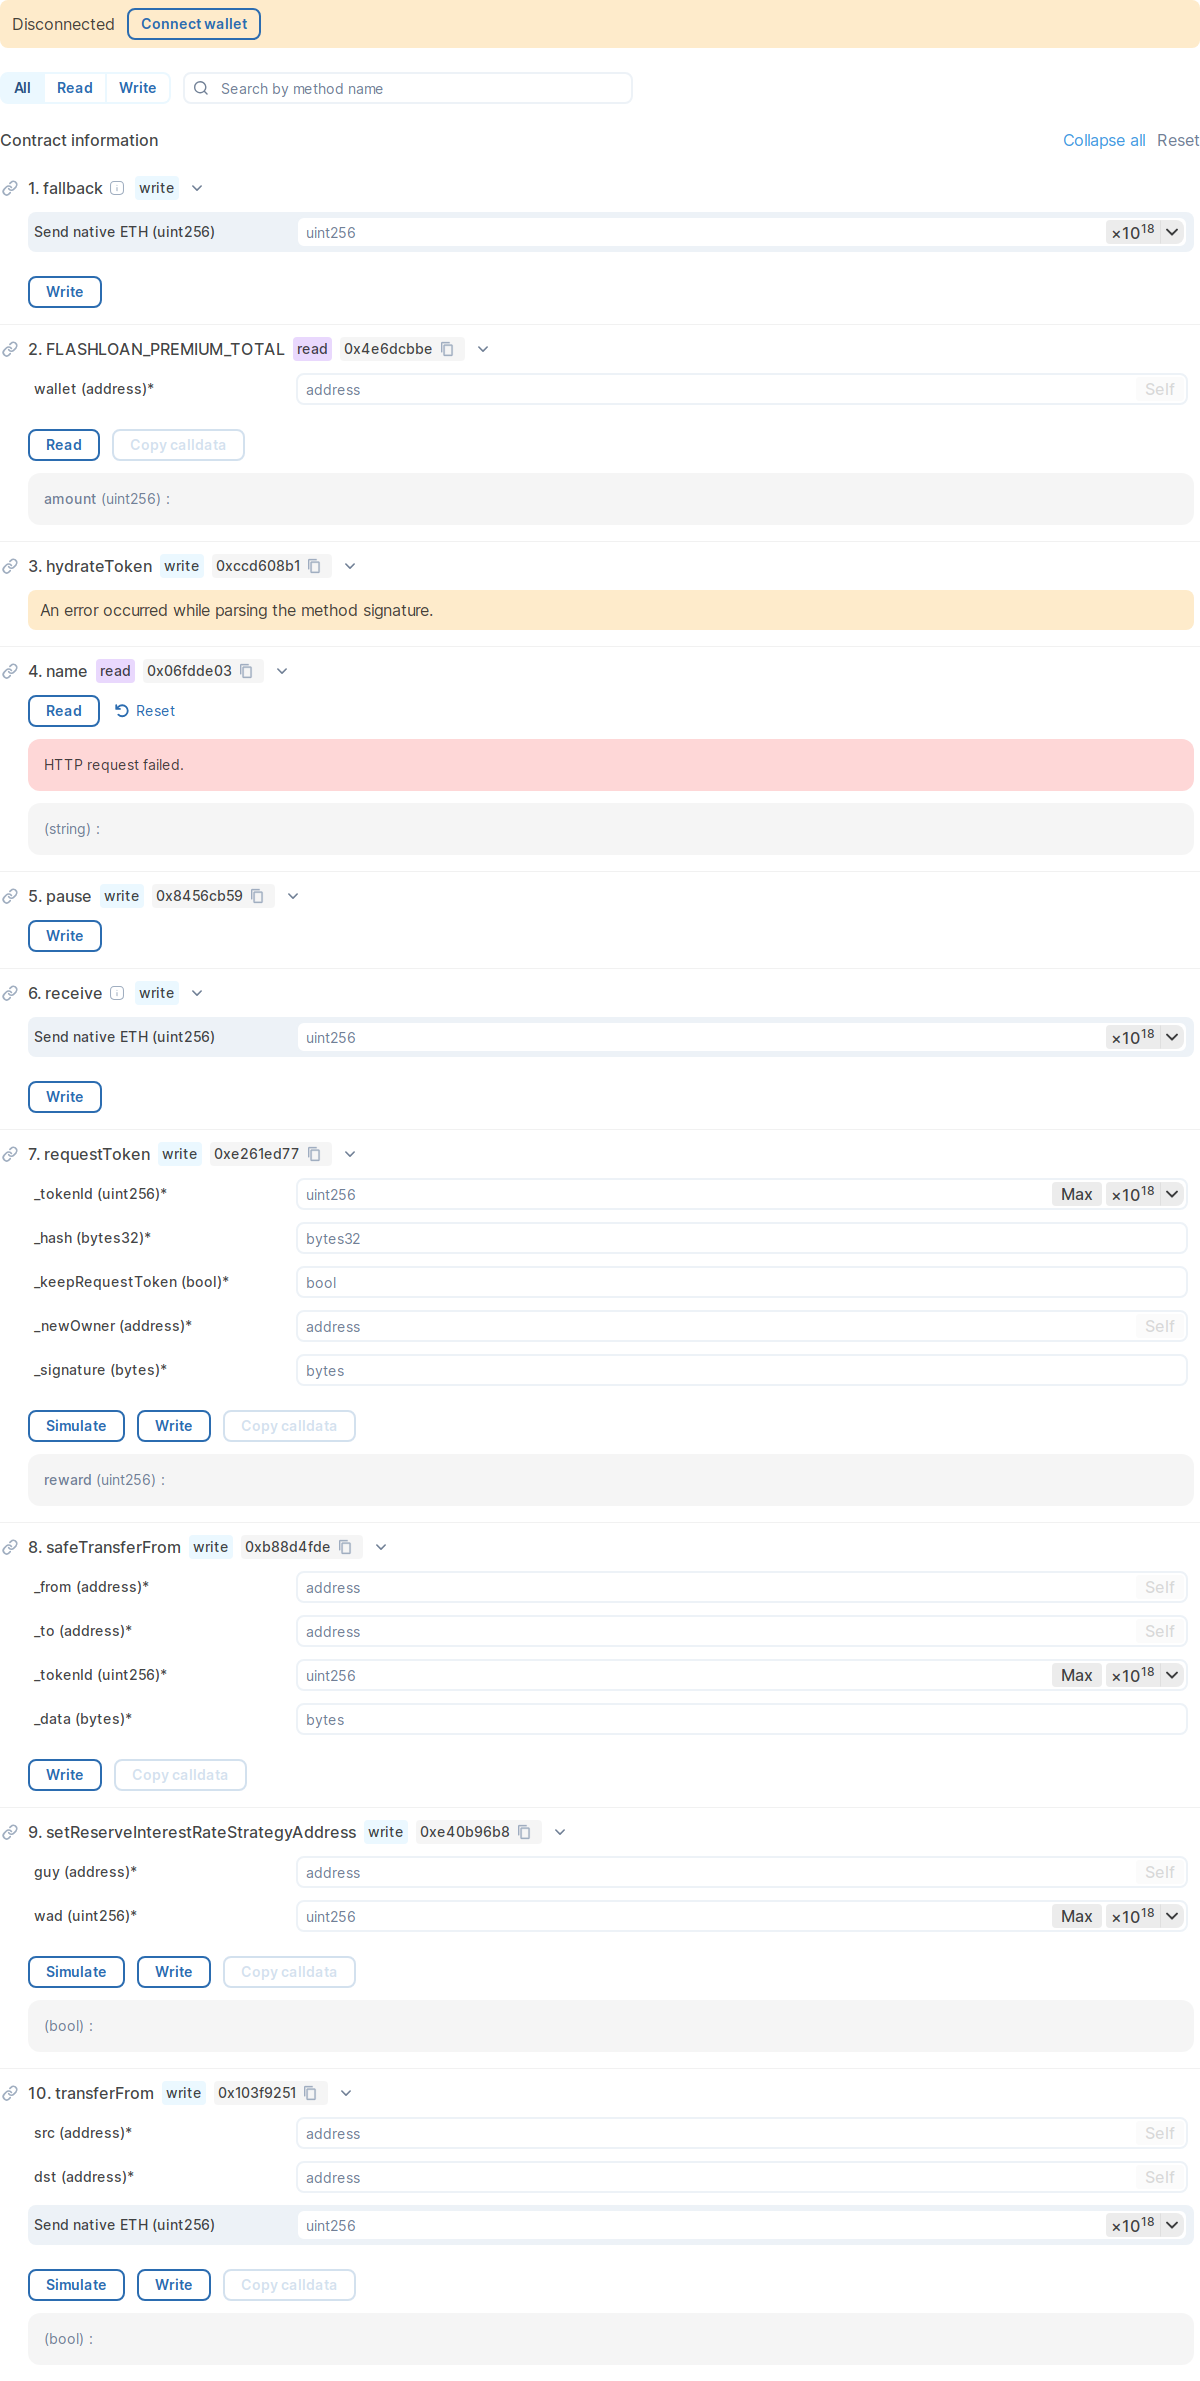 Disconnected Connect wallet
All Read Write Search by method name
Contract information Collapse all Reset
1. fallback write
Send native ETH (uint256) uint256 ×10^18
Write
2. FLASHLOAN_PREMIUM_TOTAL read 0x4e6dcbbe
wallet (address)* address Self
Read Copy calldata
amount (uint256) :
3. hydrateToken write 0xccd608b1
An error occurred while parsing the method signature.
4. name read 0x06fdde03
Read Reset
HTTP request failed.
(string) :
5. pause write 0x8456cb59
Write
6. receive write
Send native ETH (uint256) uint256 ×10^18
Write
7. requestToken write 0xe261ed77
_tokenId (uint256)* uint256 Max ×10^18
_hash (bytes32)* bytes32
_keepRequestToken (bool)* bool
_newOwner (address)* address Self
_signature (bytes)* bytes
Simulate Write Copy calldata
reward (uint256) :
8. safeTransferFrom write 0xb88d4fde
_from (address)* address Self
_to (address)* address Self
_tokenId (uint256)* uint256 Max ×10^18
_data (bytes)* bytes
Write Copy calldata
9. setReserveInterestRateStrategyAddress write 0xe40b96b8
guy (address)* address Self
wad (uint256)* uint256 Max ×10^18
Simulate Write Copy calldata
(bool) :
10. transferFrom write 0x103f9251
src (address)* address Self
dst (address)* address Self
Send native ETH (uint256) uint256 ×10^18
Simulate Write Copy calldata
(bool) :